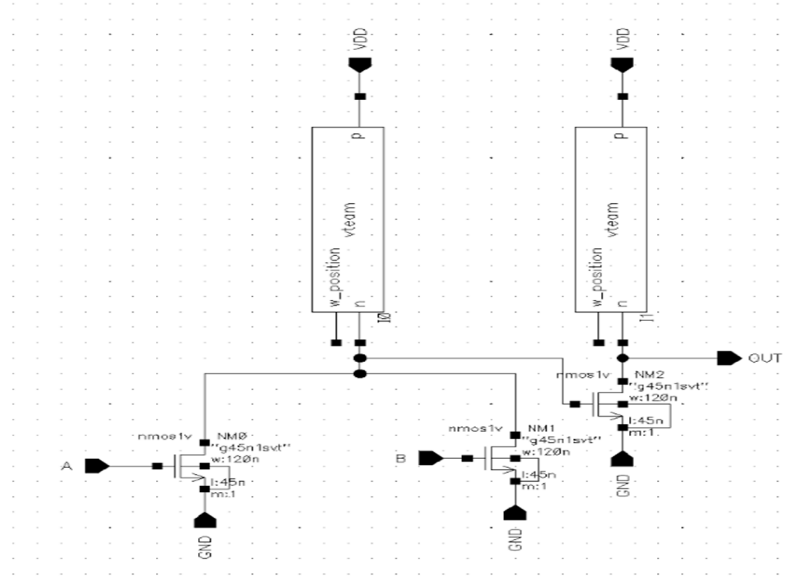 VDD
VDD
p
p
vteam
vteam
w_position
w_position
n
n
I0
I1
OUT
nmos1v
NM2
"g45n1svt"
w:120n
l:45n
m:1
GND
nmos1v
NM0
"g45n1svt"
w:120n
l:45n
m:1
A
GND
nmos1v
NM1
"g45n1svt"
w:120n
l:45n
m:1
B
GND